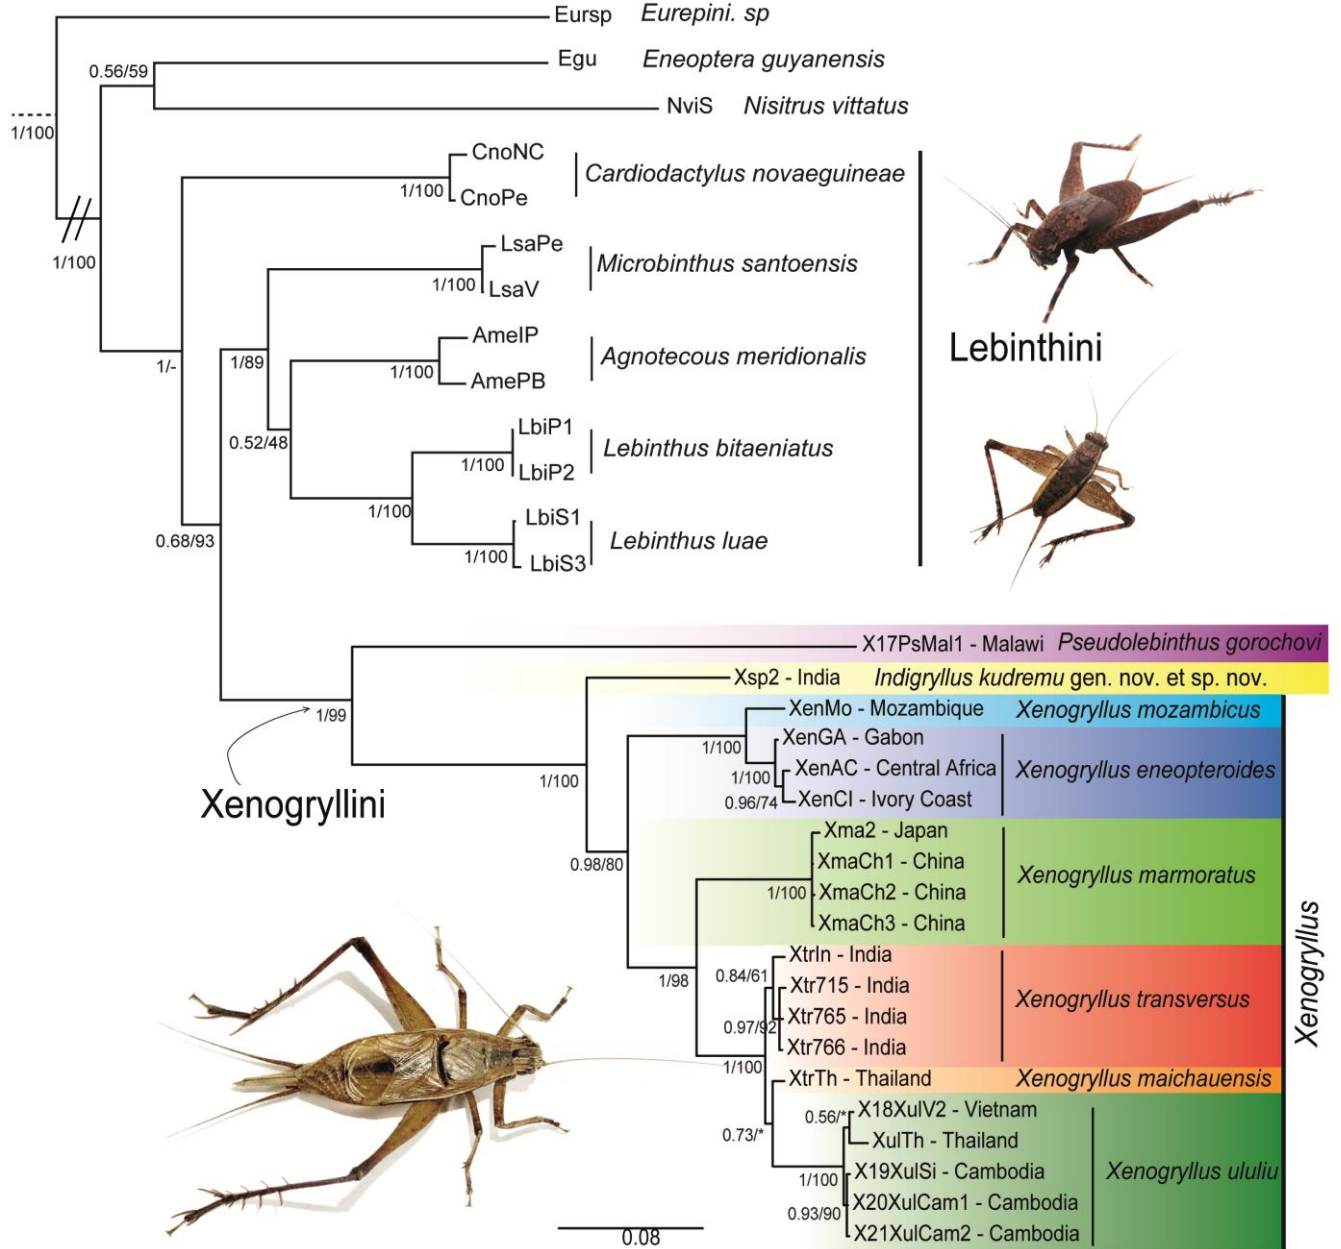 Eursp Eurepini. sp
Egu Eneoptera guyanensis
0.56/59
NviS Nisitrus vittatus
1/100
CnoNC
Cardiodactylus novaeguineae
1/100
CnoPe
LsaPe
1/100
Microbinthus santoensis
1/100
LsaV
AmeIP
Lebinthini
1/89
Agnotecous meridionalis
1/-
1/100
AmePB
LbiP1
0.52/48
Lebinthus bitaeniatus
1/100
LbiP2
1/100
LbiS1
0.68/93
Lebinthus luae
1/100
LbiS3
X17PsMal1 - Malawi Pseudolebinthus gorochovi
Xsp2 - India Indigryllus kudremu gen. nov. et sp. nov.
1/99
XenMo - Mozambique Xenogryllus mozambicus
XenGA - Gabon
1/100
XenAC - Central Africa
Xenogryllus eneopteroides
1/100
1/100
Xenogryllini
XenCI - Ivory Coast
0.96/74
Xma2 - Japan
0.98/80
XmaCh1 - China
Xenogryllus marmoratus
1/100
XmaCh2 - China
XmaCh3 - China
Xenogryllus
XtrIn - India
0.84/61
1/98
Xtr715 - India
Xenogryllus transversus
Xtr765 - India
0.97/92
Xtr766 - India
1/100
XtrTh - Thailand Xenogryllus maichauensis
X18XulV2 - Vietnam
0.56/*
0.73/*
XulTh - Thailand
X19XulSi - Cambodia
Xenogryllus ululiu
1/100
X20XulCam1 - Cambodia
0.93/90
X21XulCam2 - Cambodia
0.08